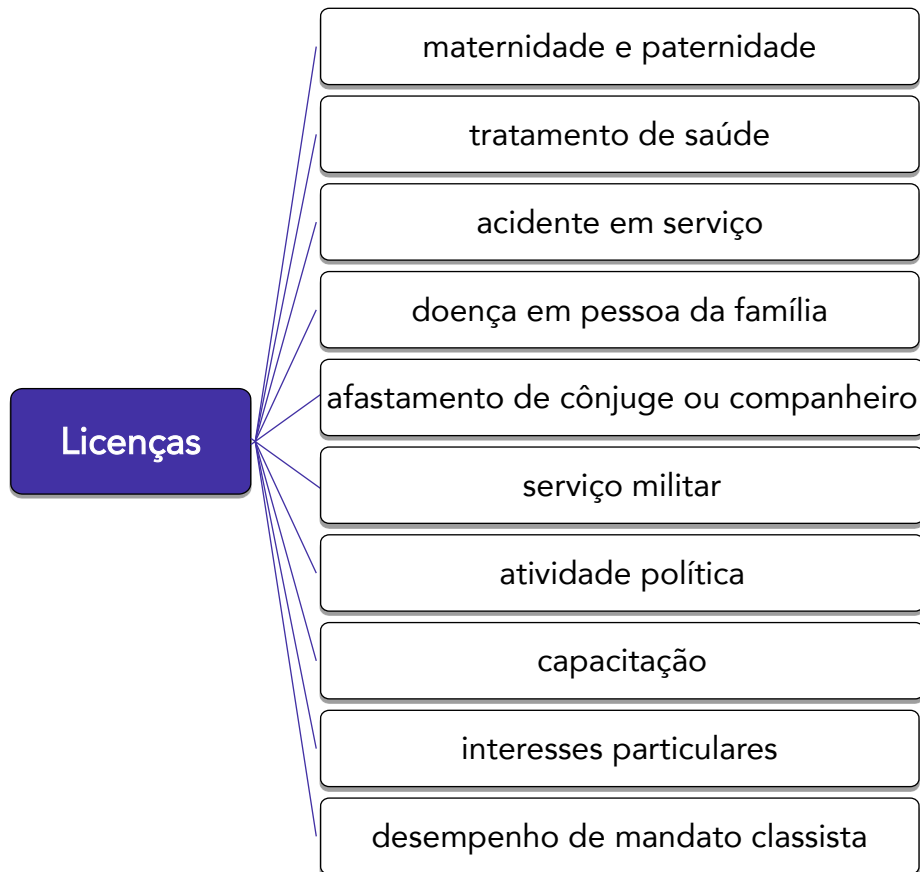 Licenças
maternidade e paternidade
tratamento de saúde
acidente em serviço
doença em pessoa da família
afastamento de cônjuge ou companheiro
serviço militar
atividade política
capacitação
interesses particulares
desempenho de mandato classista